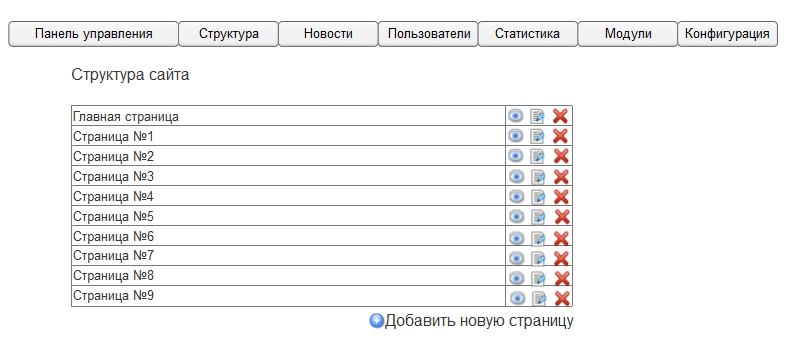 Панель управления Структура Новости Пользователи Статистика Модули Конфигурация
Структура сайта
Главная страница
Страница №1
Страница №2
Страница №3
Страница №4
Страница №5
Страница №6
Страница №7
Страница №8
Страница №9
Добавить новую страницу